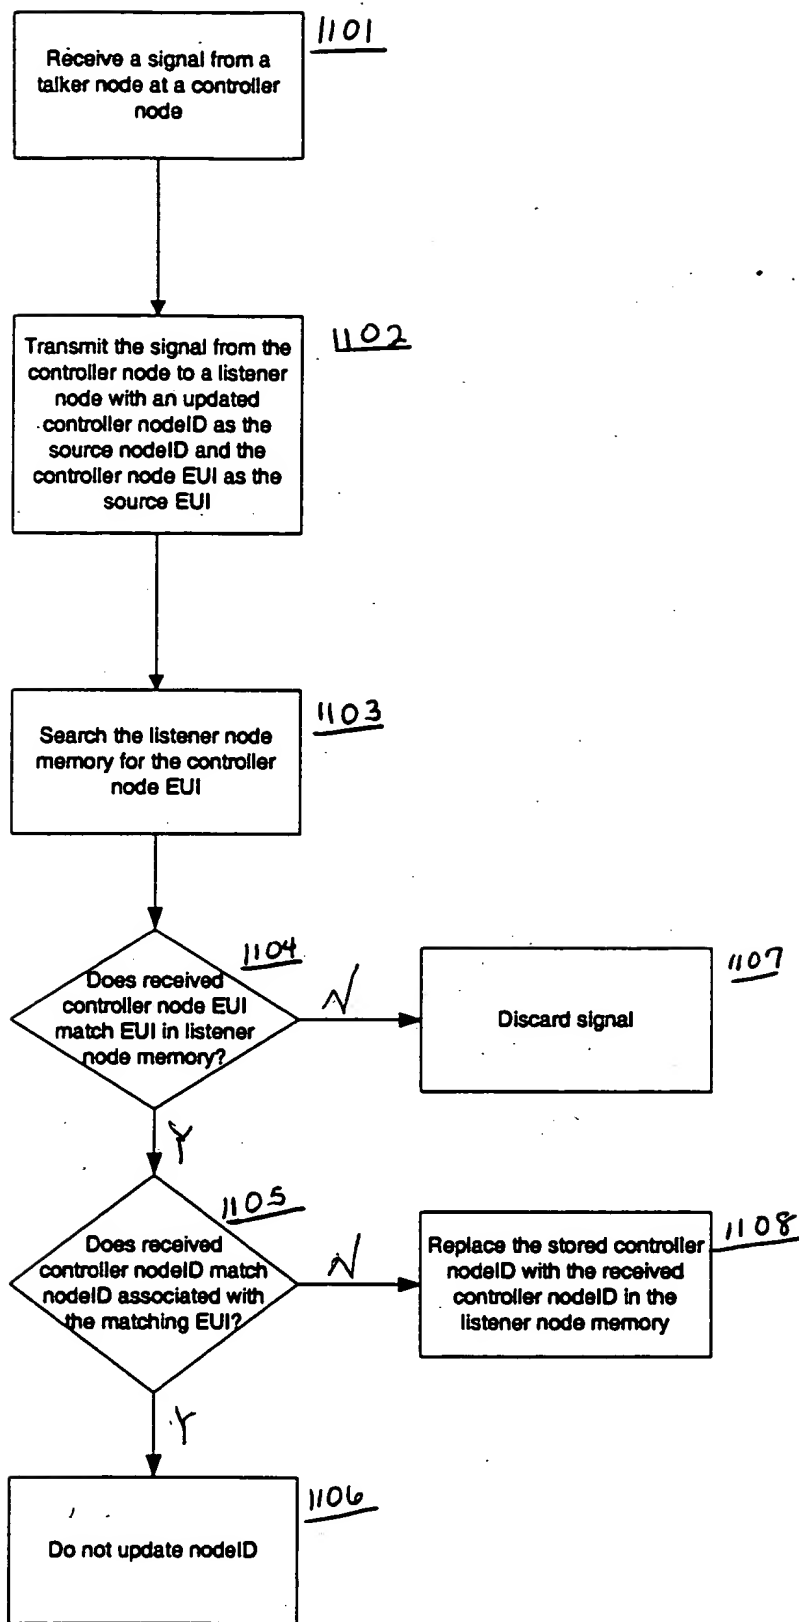 1101
Receive a signal from a
talker node at a controller
node
1102
Transmit the signal from the
controller node to a listener
node with an updated
controller nodeID as the
source nodeID and the
controller node EUI as the
source EUI
1103
Search the listener node
memory for the controller
node EUI
1104
Does received
controller node EUI
match EUI in listener
node memory?
N
1107
Discard signal
Y
1105
Does received
controller nodeID match
nodeID associated with
the matching EUI?
N
1108
Replace the stored controller
nodeID with the received
controller nodeID in the
listener node memory
Y
1106
Do not update nodeID